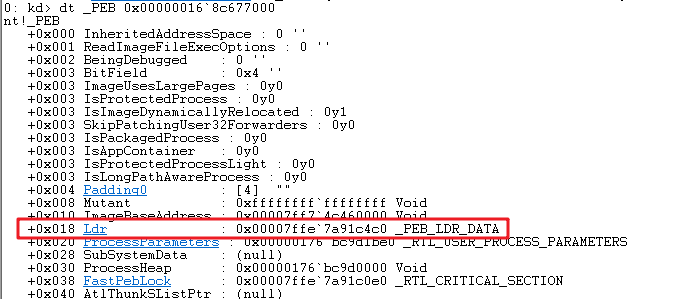 0: kd> dt _PEB 0x00000016`8c677000
nt!_PEB
+0x000 InheritedAddressSpace : 0 ''
+0x001 ReadImageFileExecOptions : 0 ''
+0x002 BeingDebugged : 0 ''
+0x003 BitField : 0x4 ''
+0x003 ImageUsesLargePages : 0y0
+0x003 IsProtectedProcess : 0y0
+0x003 IsImageDynamicallyRelocated : 0y1
+0x003 SkipPatchingUser32Forwarders : 0y0
+0x003 IsPackagedProcess : 0y0
+0x003 IsAppContainer : 0y0
+0x003 IsProtectedProcessLight : 0y0
+0x003 IsLongPathAwareProcess : 0y0
+0x004 Padding0 : [4] ""
+0x008 Mutant : 0xffffffff`ffffffff Void
+0x010 ImageBaseAddress : 0x00007ff7`4c460000 Void
+0x018 Ldr : 0x00007ffe`7a91c4c0 _PEB_LDR_DATA
+0x020 ProcessParameters : 0x00000176`bc9d1be0 _RTL_USER_PROCESS_PARAMETERS
+0x028 SubSystemData : (null)
+0x030 ProcessHeap : 0x00000176`bc9d0000 Void
+0x038 FastPebLock : 0x00007ffe`7a91c0e0 _RTL_CRITICAL_SECTION
+0x040 AtlThunkSListPtr : (null)